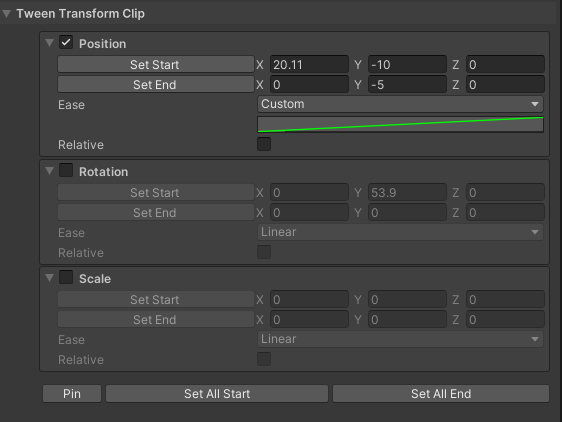 Tween Transform Clip
Position
Set Start X 20.11 Y -10 Z 0
Set End X 0 Y -5 Z 0
Ease Custom
Relative
Rotation
Set Start X 0 Y 53.9 Z 0
Set End X 0 Y 0 Z 0
Ease Linear
Relative
Scale
Set Start X 0 Y 0 Z 0
Set End X 0 Y 0 Z 0
Ease Linear
Relative
Pin Set All Start Set All End